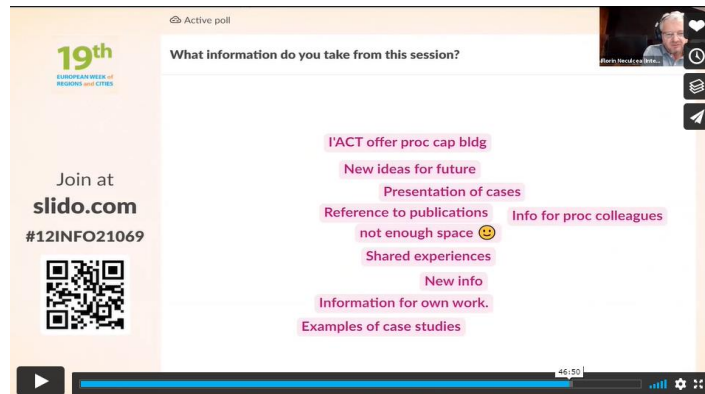 Active poll
19th
EUROPEAN WEEK of
REGIONS and CITIES
What information do you take from this session?
Florin Neculcea (Inte...
I'ACT offer proc cap bldg
New ideas for future
Presentation of cases
Reference to publications
Info for proc colleagues
not enough space
Shared experiences
New info
Information for own work.
Examples of case studies
Join at
slido.com
#12INFO21069
46:50